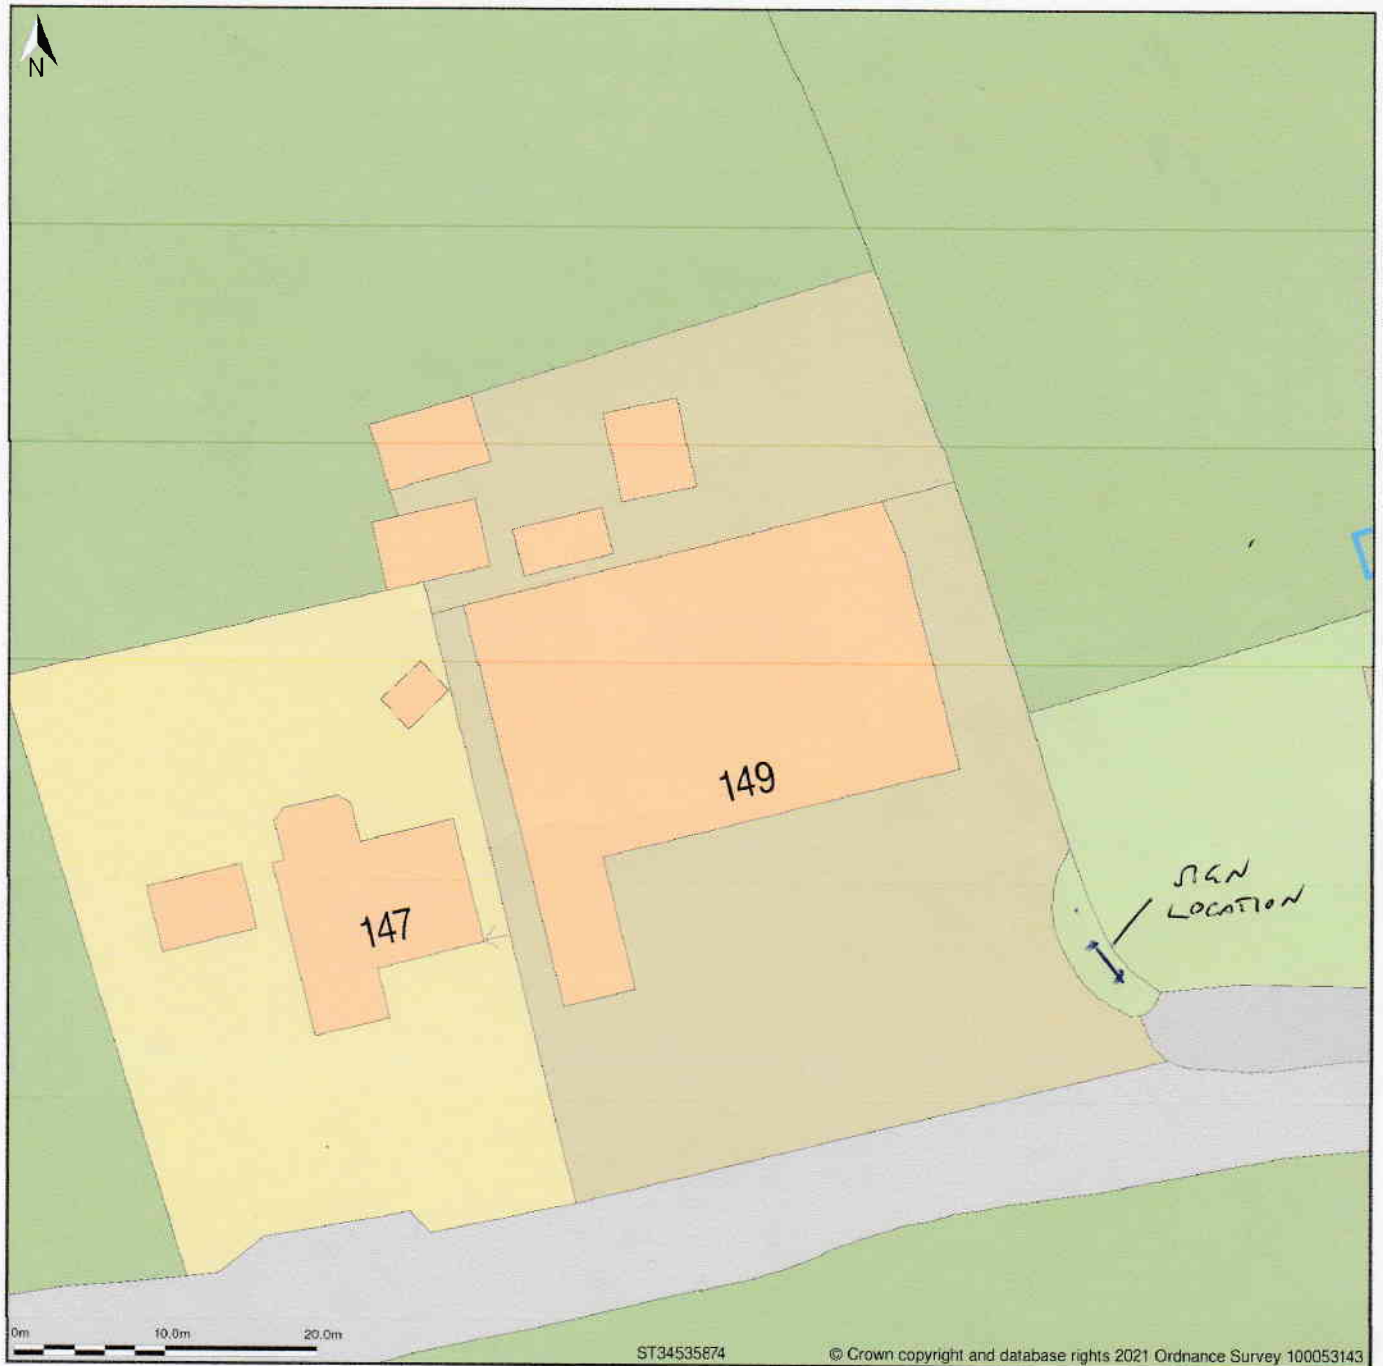 N
149
SIGN
LOCATION
147
0m 10.0m 20.0m
ST34535874
© Crown copyright and database rights 2021 Ordnance Survey 100053143